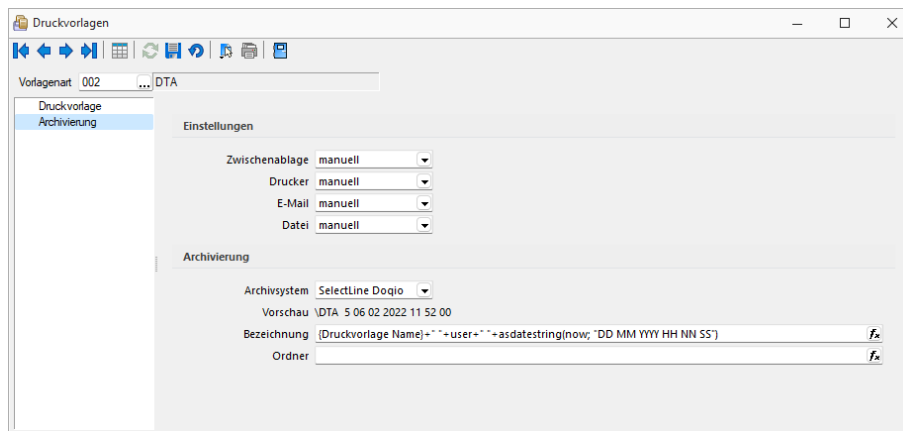 Druckvorlagen
Vorlagenart 002 ... DTA
Druckvorlage
Archivierung
Einstellungen
Zwischenablage manuell
Drucker manuell
E-Mail manuell
Datei manuell
Archivierung
Archivsystem SelectLine Doqio
Vorschau \DTA 5 06 02 2022 11 52 00
Bezeichnung {Druckvorlage Name}+" "+user+" "+asdatestring(now; "DD MM YYYY HH NN SS") fx
Ordner fx